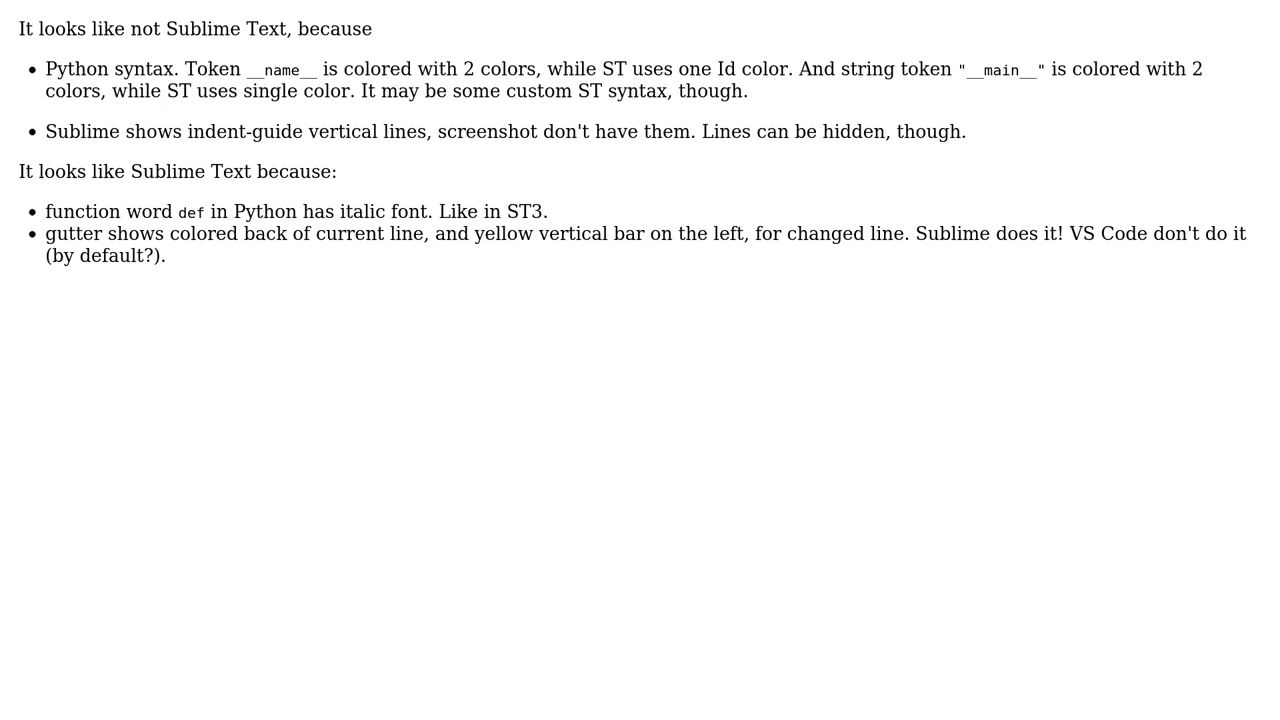 It looks like not Sublime Text, because
• Python syntax. Token __name__ is colored with 2 colors, while ST uses one Id color. And string token "__main__" is colored with 2
colors, while ST uses single color. It may be some custom ST syntax, though.
• Sublime shows indent-guide vertical lines, screenshot don't have them. Lines can be hidden, though.
It looks like Sublime Text because:
• function word def in Python has italic font. Like in ST3.
• gutter shows colored back of current line, and yellow vertical bar on the left, for changed line. Sublime does it! VS Code don't do it
(by default?).